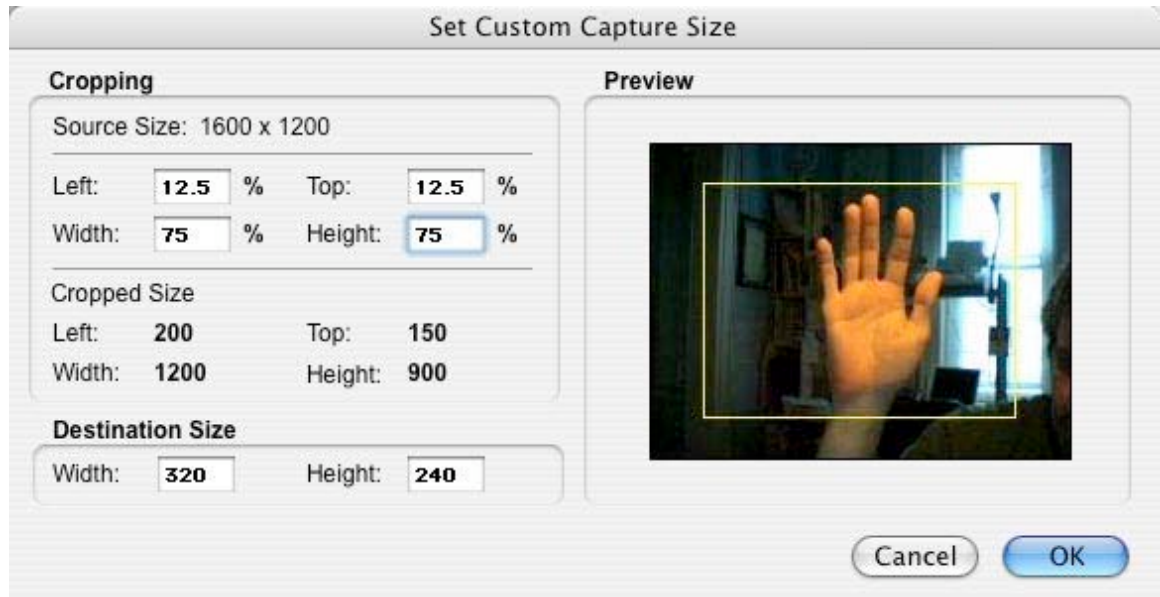 Set Custom Capture Size
Cropping
Source Size: 1600 x 1200
Left: 12.5 % Top: 12.5 %
Width: 75 % Height: 75 %
Cropped Size
Left: 200 Top: 150
Width: 1200 Height: 900
Destination Size
Width: 320 Height: 240
Preview
Cancel OK